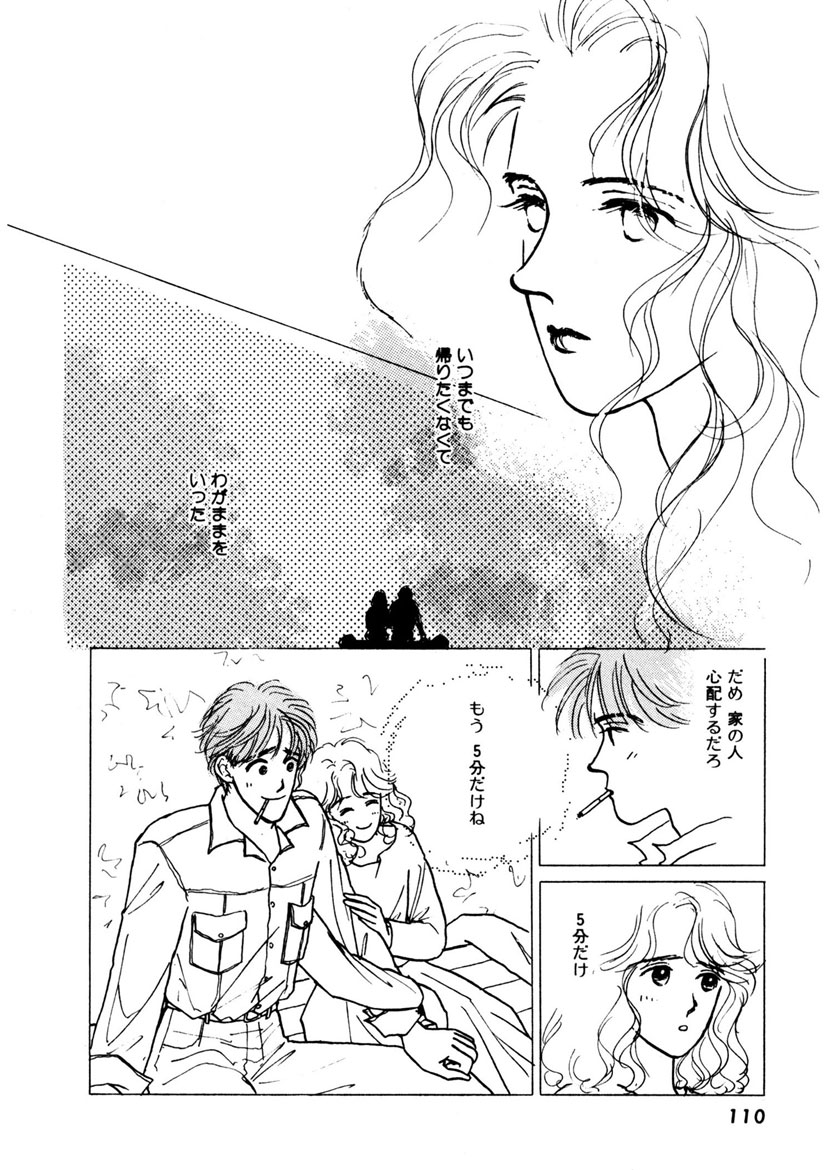 いつまでも
帰りたくなくて
わがままを
いった
だめ 家の人
心配するだろ
5分だけ
もう 5分だけね
110